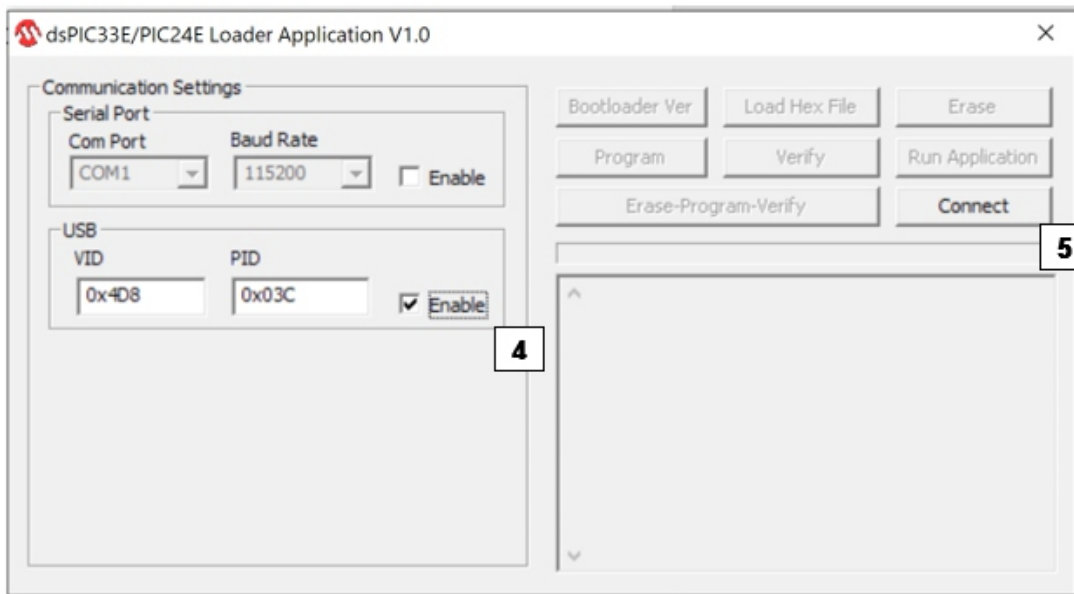 dsPIC33E/PIC24E Loader Application V1.0
Communication Settings
Serial Port
Com Port Baud Rate
COM1 115200 Enable
USB
VID PID
0x4D8 0x03C Enable
4
Bootloader Ver Load Hex File Erase
Program Verify Run Application
Erase-Program-Verify Connect
5